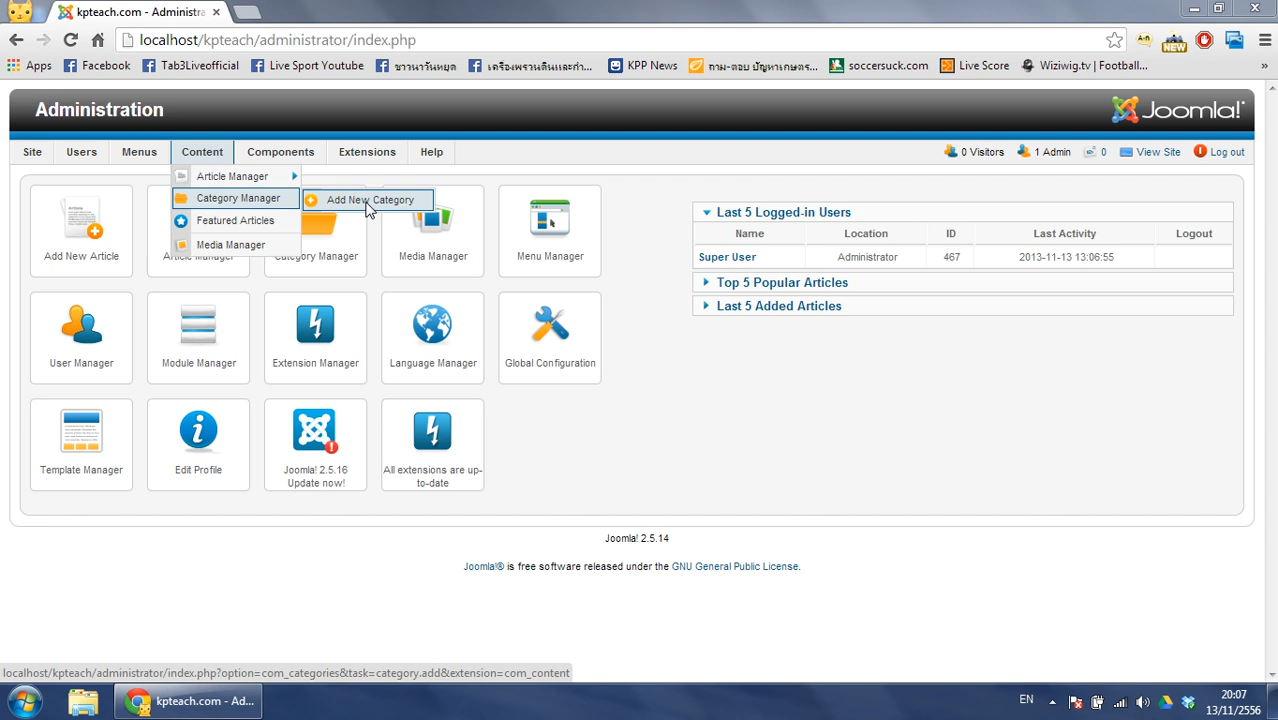 kpteach.com - Administra
localhost/kpteach/administrator/index.php
NEW
Apps Facebook Tab3Liveofficial Live Sport Youtube ชาวนาวันหยุด เครื่องพรานดินและกำ... KPP News ถาม-ตอบ ปัญหาเกษตร... soccersuck.com Live Score Wiziwig.tv | Football... »
Administration
Joomla!
Site Users Menus Content Components Extensions Help 0 Visitors 1 Admin 0 View Site Log out
Article Manager
Category Manager
Add New Category
Featured Articles
Media Manager
Add New Article
Category Manager
Media Manager
Menu Manager
User Manager
Module Manager
Extension Manager
Language Manager
Global Configuration
Template Manager
Edit Profile
Joomla! 2.5.16
Update now!
All extensions are up-
to-date
Last 5 Logged-in Users
Name Location ID Last Activity Logout
Super User Administrator 467 2013-11-13 13:06:55
Top 5 Popular Articles
Last 5 Added Articles
Joomla! 2.5.14
Joomla!® is free software released under the GNU General Public License.
localhost/kpteach/administrator/index.php?option=com_categories&task=category.add&extension=com_content
kpteach.com - Ad...
EN
20:07
13/11/2556